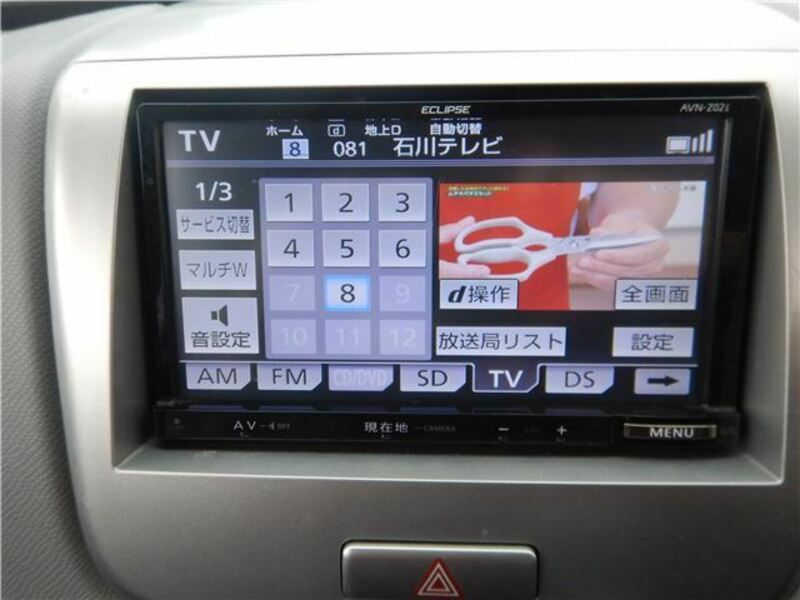 ECLIPSE AVN-Z02i
TV ホーム d 地上D 自動切替
8 081 石川テレビ
1/3
サービス切替
マルチW
音設定
1 2 3
4 5 6
7 8 9
10 11 12
d操作 全画面
放送局リスト 設定
AM FM CD/DVD SD TV DS
AV OFF 現在地 CAMERA − + MENU